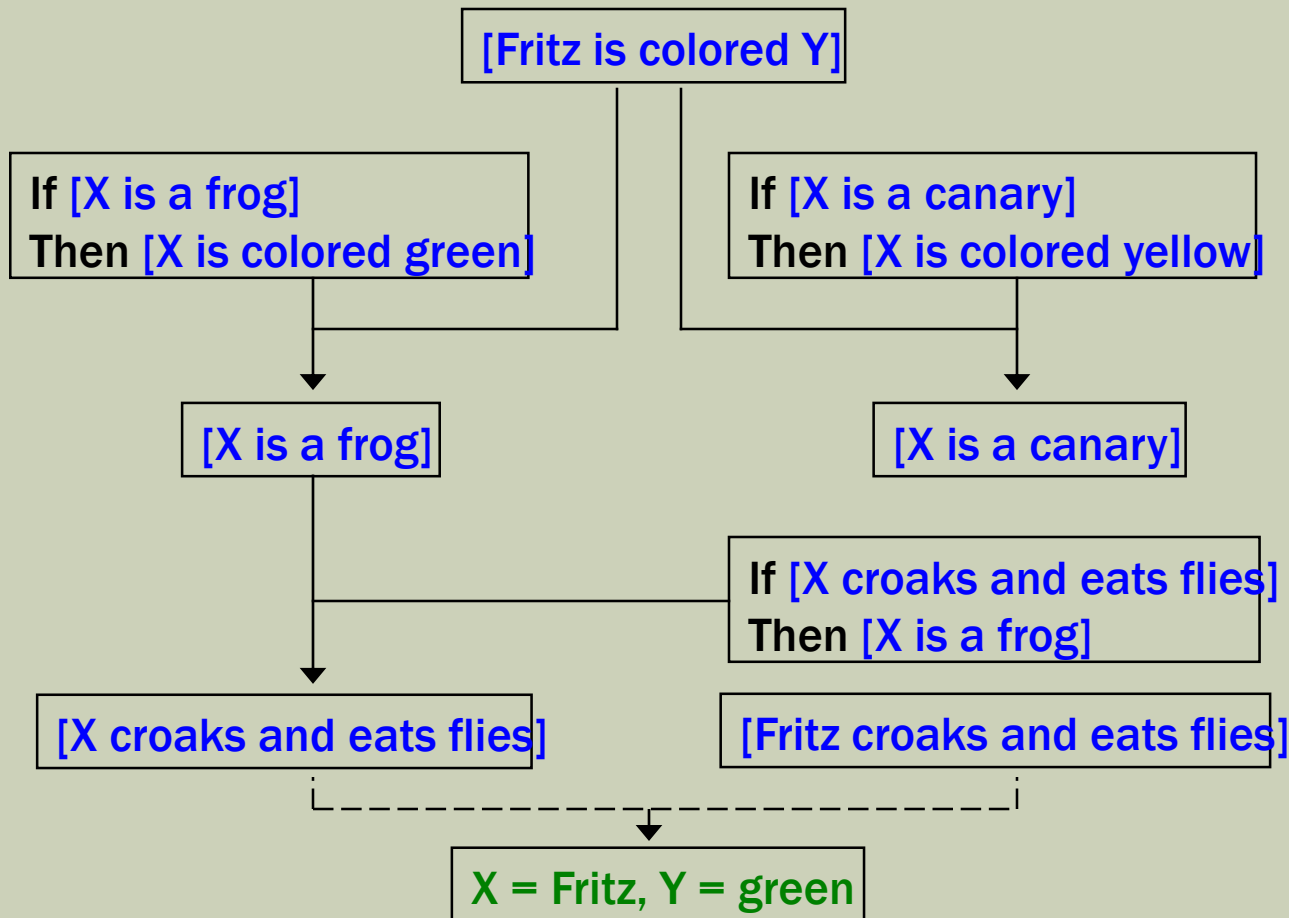 [Fritz is colored Y]
If [X is a frog]
Then [X is colored green]
If [X is a canary]
Then [X is colored yellow]
[X is a frog]
[X is a canary]
If [X croaks and eats flies]
Then [X is a frog]
[X croaks and eats flies]
[Fritz croaks and eats flies]
X = Fritz, Y = green